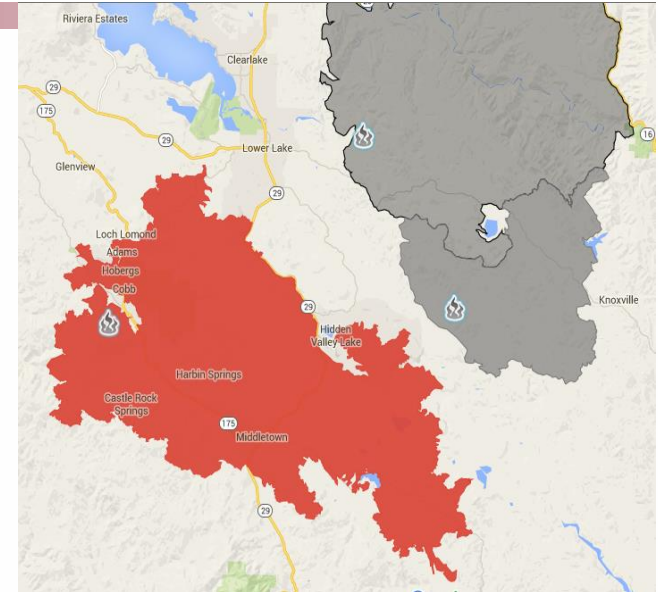 Riviera Estates
Clearlake
29
175
16
29
Lower Lake
Glenview
29
Loch Lomond
Adams
Hobergs
Cobb
Knoxville
29
Hidden
Valley Lake
Harbin Springs
Castle Rock
Springs
175
Middletown
29